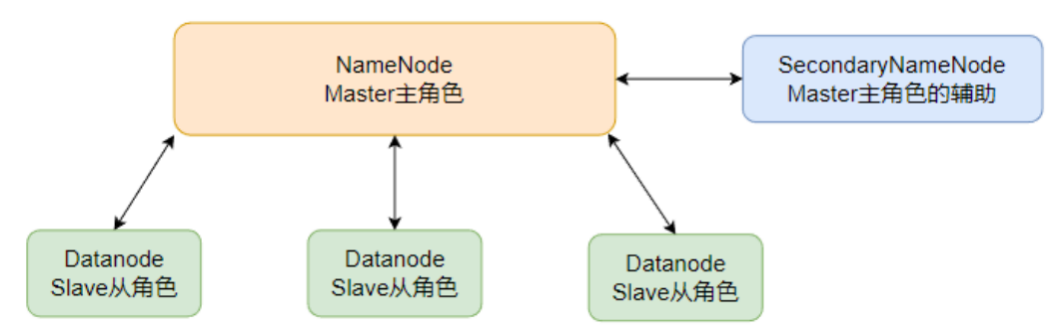 NameNode
Master主角色
SecondaryNameNode
Master主角色的辅助
Datanode
Slave从角色
Datanode
Slave从角色
Datanode
Slave从角色